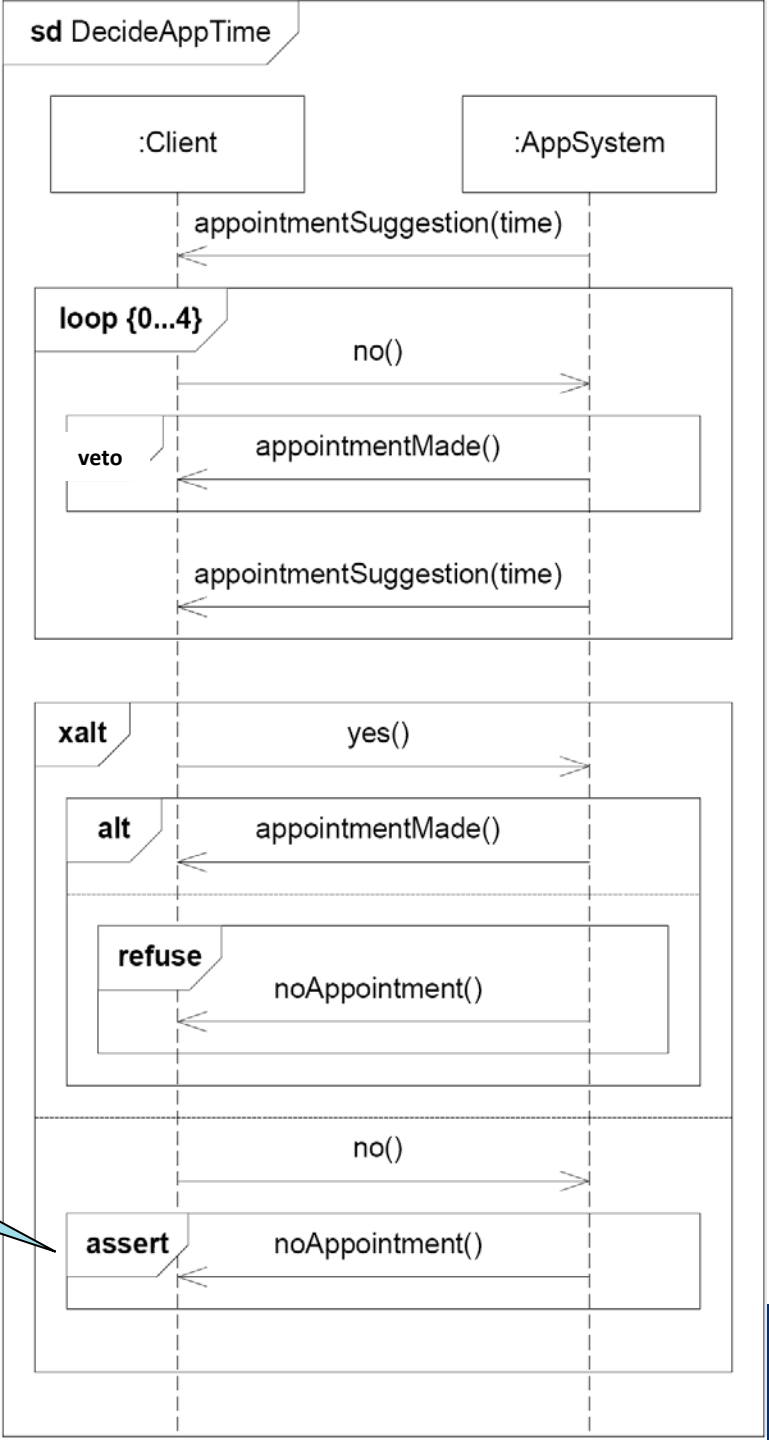 sd DecideAppTime
:Client
:AppSystem
appointmentSuggestion(time)
loop {0...4}
no()
veto
appointmentMade()
appointmentSuggestion(time)
xalt
yes()
alt
appointmentMade()
refuse
noAppointment()
no()
assert
noAppointment()